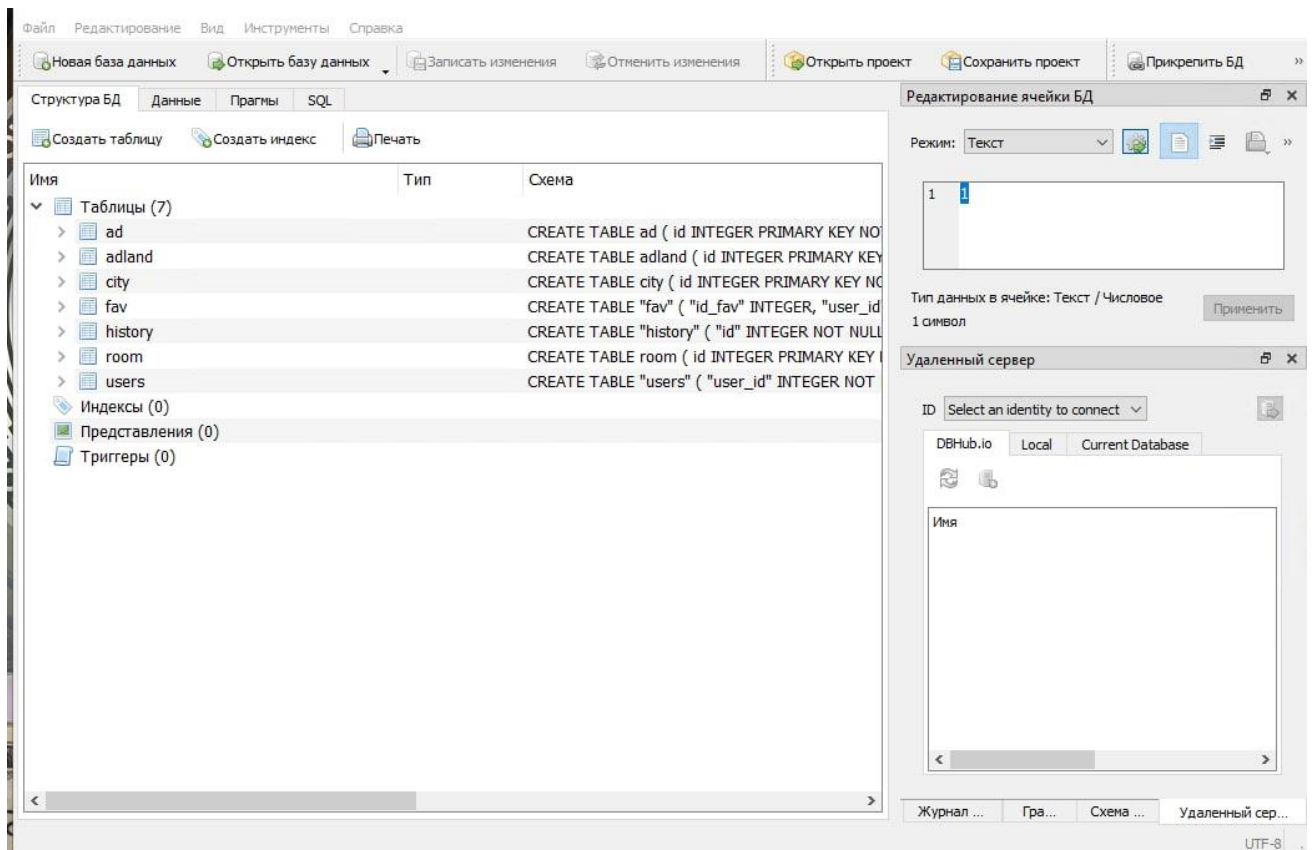 Файл Редактирование Вид Инструменты Справка
Новая база данных Открыть базу данных Записать изменения Отменить изменения Открыть проект Сохранить проект Прикрепить БД »
Структура БД Данные Прагмы SQL
Создать таблицу Создать индекс Печать
Имя Тип Схема
Таблицы (7)
ad CREATE TABLE ad ( id INTEGER PRIMARY KEY NO
adland CREATE TABLE adland ( id INTEGER PRIMARY KEY
city CREATE TABLE city ( id INTEGER PRIMARY KEY NO
fav CREATE TABLE "fav" ( "id_fav" INTEGER, "user_id
history CREATE TABLE "history" ( "id" INTEGER NOT NULL
room CREATE TABLE room ( id INTEGER PRIMARY KEY
users CREATE TABLE "users" ( "user_id" INTEGER NOT
Индексы (0)
Представления (0)
Триггеры (0)
Редактирование ячейки БД
Режим: Текст »
1 1
Тип данных в ячейке: Текст / Числовое
1 символ
Применить
Удаленный сервер
ID Select an identity to connect
DBHub.io Local Current Database
Имя
Журнал ... Гра... Схема ... Удаленный сер...
UTF-8